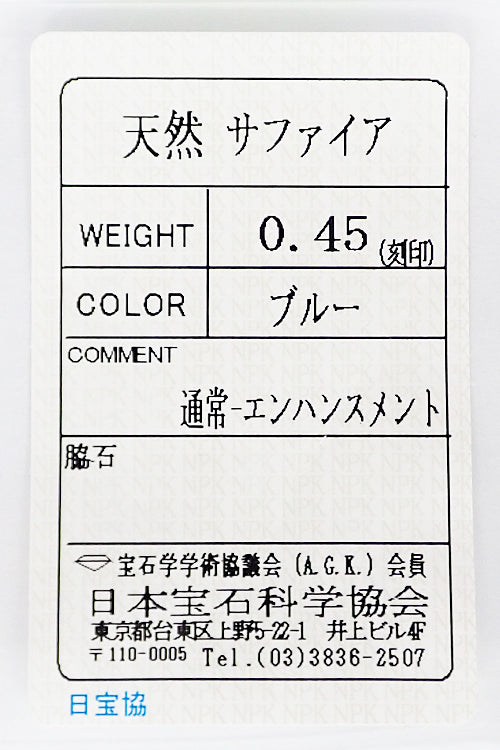 天然 サファイア
WEIGHT 0.45 (刻印)
COLOR ブルー
COMMENT
通常-エンハンスメント
脇石
宝石学学術協議会 (A.G.K.) 会員
日本宝石科学協会
東京都台東区上野5-22-1 井上ビル4F
〒110-0005 Tel.(03)3836-2507
日宝協